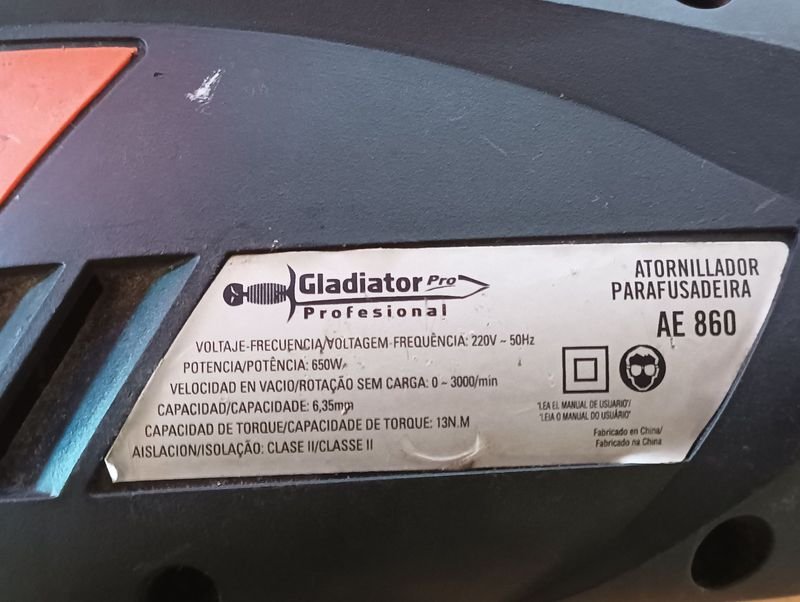 Gladiator Pro
Profesional
ATORNILLADOR
PARAFUSADEIRA
AE 860
VOLTAJE-FRECUENCIA/VOLTAGEM-FREQUÊNCIA: 220V ~ 50Hz
POTENCIA/POTÊNCIA: 650W
VELOCIDAD EN VACIO/ROTAÇÃO SEM CARGA: 0 ~ 3000/min
CAPACIDAD/CAPACIDADE: 6,35mm
CAPACIDAD DE TORQUE/CAPACIDADE DE TORQUE: 13N.M
AISLACION/ISOLAÇÃO: CLASE II/CLASSE II
"LEA EL MANUAL DE USUARIO"/
"LEIA O MANUAL DO USUÁRIO"
Fabricado en China/
Fabricado na China